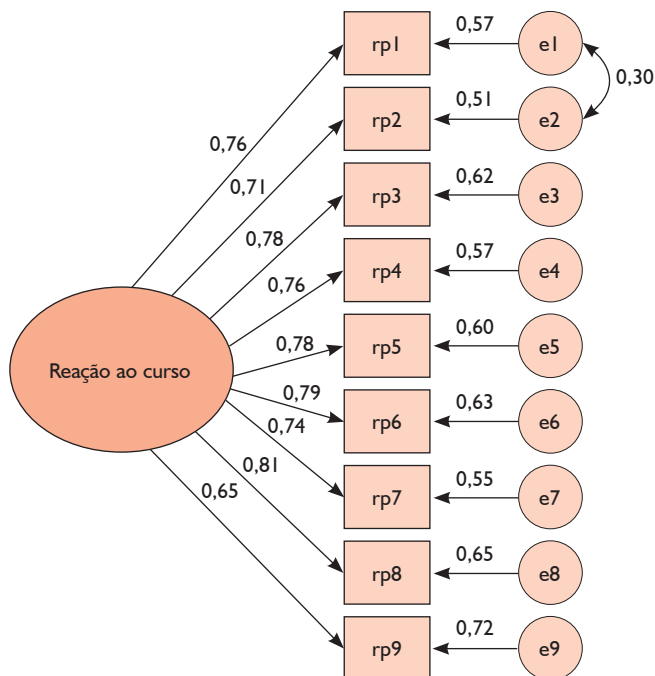 rp1
0,57
e1
0,30
rp2
0,51
e2
0,76
0,71
rp3
0,62
e3
0,78
rp4
0,57
e4
0,76
Reação ao curso
rp5
0,60
e5
0,78
0,79
rp6
0,63
e6
0,74
0,81
0,65
rp7
0,55
e7
rp8
0,65
e8
rp9
0,72
e9